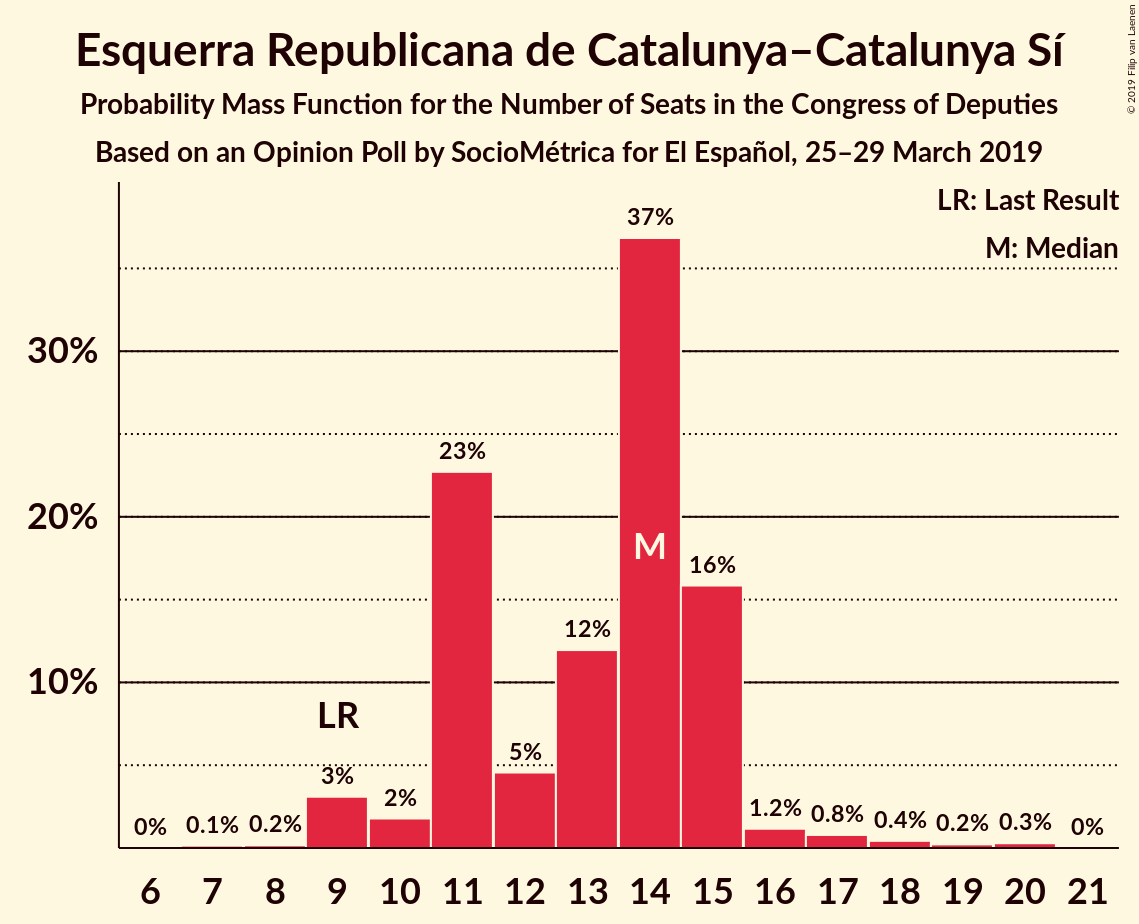 Esquerra Republicana de Catalunya–Catalunya Sí
Probability Mass Function for the Number of Seats in the Congress of Deputies
Based on an Opinion Poll by SocioMétrica for El Español, 25–29 March 2019
© 2019 Filip van Laenen
LR: Last Result
M: Median
30%
20%
10%
0%
0.1%
0.2%
3%
LR
2%
23%
5%
12%
37%
M
16%
1.2%
0.8%
0.4%
0.2%
0.3%
0%
6 7 8 9 10 11 12 13 14 15 16 17 18 19 20 21